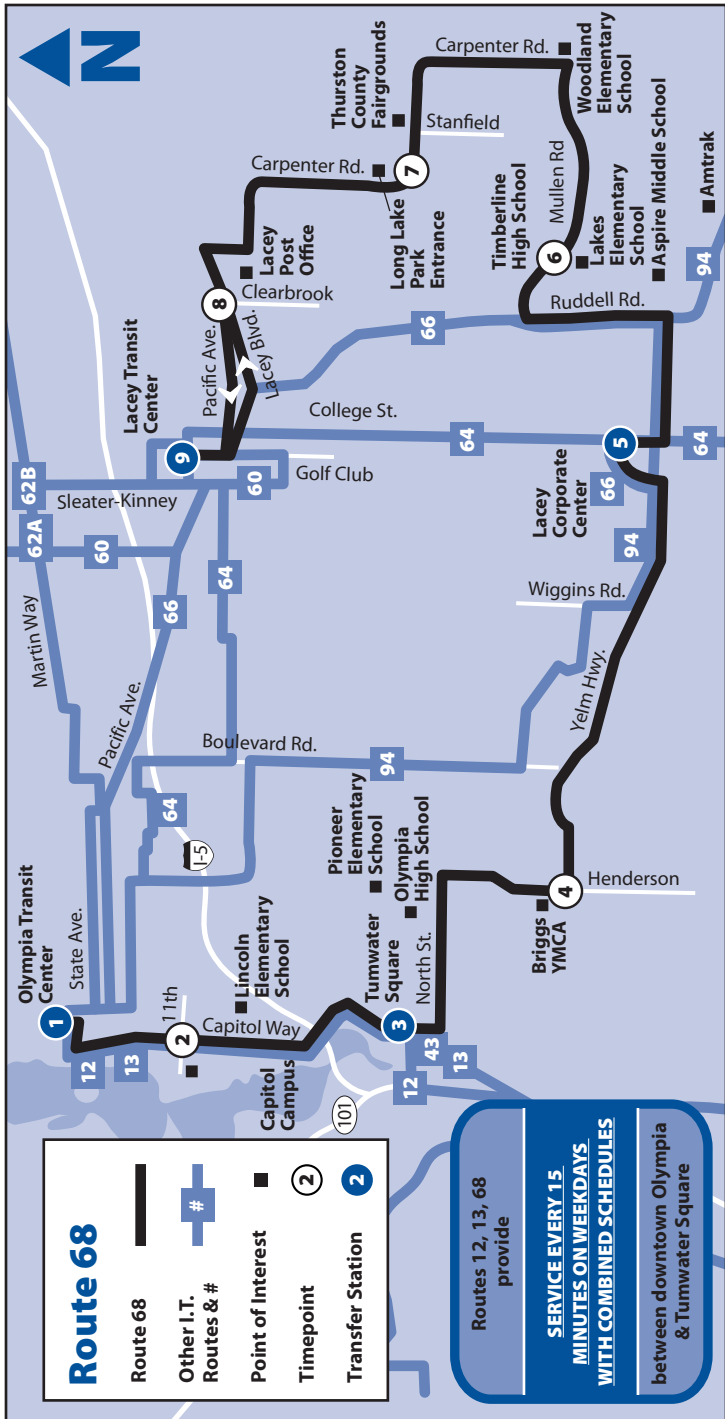 Route 68
Route 68
Other I.T.
Routes & #
#
Point of Interest
Timepoint
2
Transfer Station
2
Routes 12, 13, 68
provide
SERVICE EVERY 15
MINUTES ON WEEKDAYS
WITH COMBINED SCHEDULES
between downtown Olympia
& Tumwater Square
N
Olympia Transit
Center
1
State Ave.
12
13
11th
2
Capitol Way
Lincoln
Elementary
School
Capitol
Campus
101
I-5
Tumwater
Square
3
12
43
13
North St.
Pioneer
Elementary
School
Olympia
High School
Briggs
YMCA
4
Henderson
Martin Way
Pacific Ave.
64
Boulevard Rd.
94
62A
62B
60
66
64
Sleater-Kinney
60
Golf Club
Lacey Transit
Center
9
College St.
64
Wiggins Rd.
Yelm Hwy.
94
Lacey
Corporate
Center
66
5
64
Pacific Ave.
Lacey Blvd.
8
Clearbrook
Lacey
Post
Office
66
Carpenter Rd.
Long Lake
Park
Entrance
7
Thurston
County
Fairgrounds
Stanfield
Carpenter Rd.
Woodland
Elementary
School
Mullen Rd
Timberline
High School
6
Lakes
Elementary
School
Aspire Middle School
Ruddell Rd.
Amtrak
94